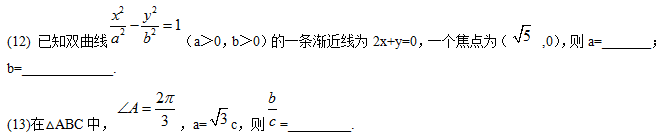 (12) 已知双曲线 $\frac{x^2}{a^2}-\frac{y^2}{b^2}=1$（a＞0，b＞0）的一条渐近线为 2x+y=0，一个焦点为（ $\sqrt{5}$ ,0），则 a=_______；
b=_____________.
(13)在△ABC 中， $\angle A=\frac{2\pi}{3}$ ，a=$\sqrt{3}$c，则 $\frac{b}{c}$=_________.